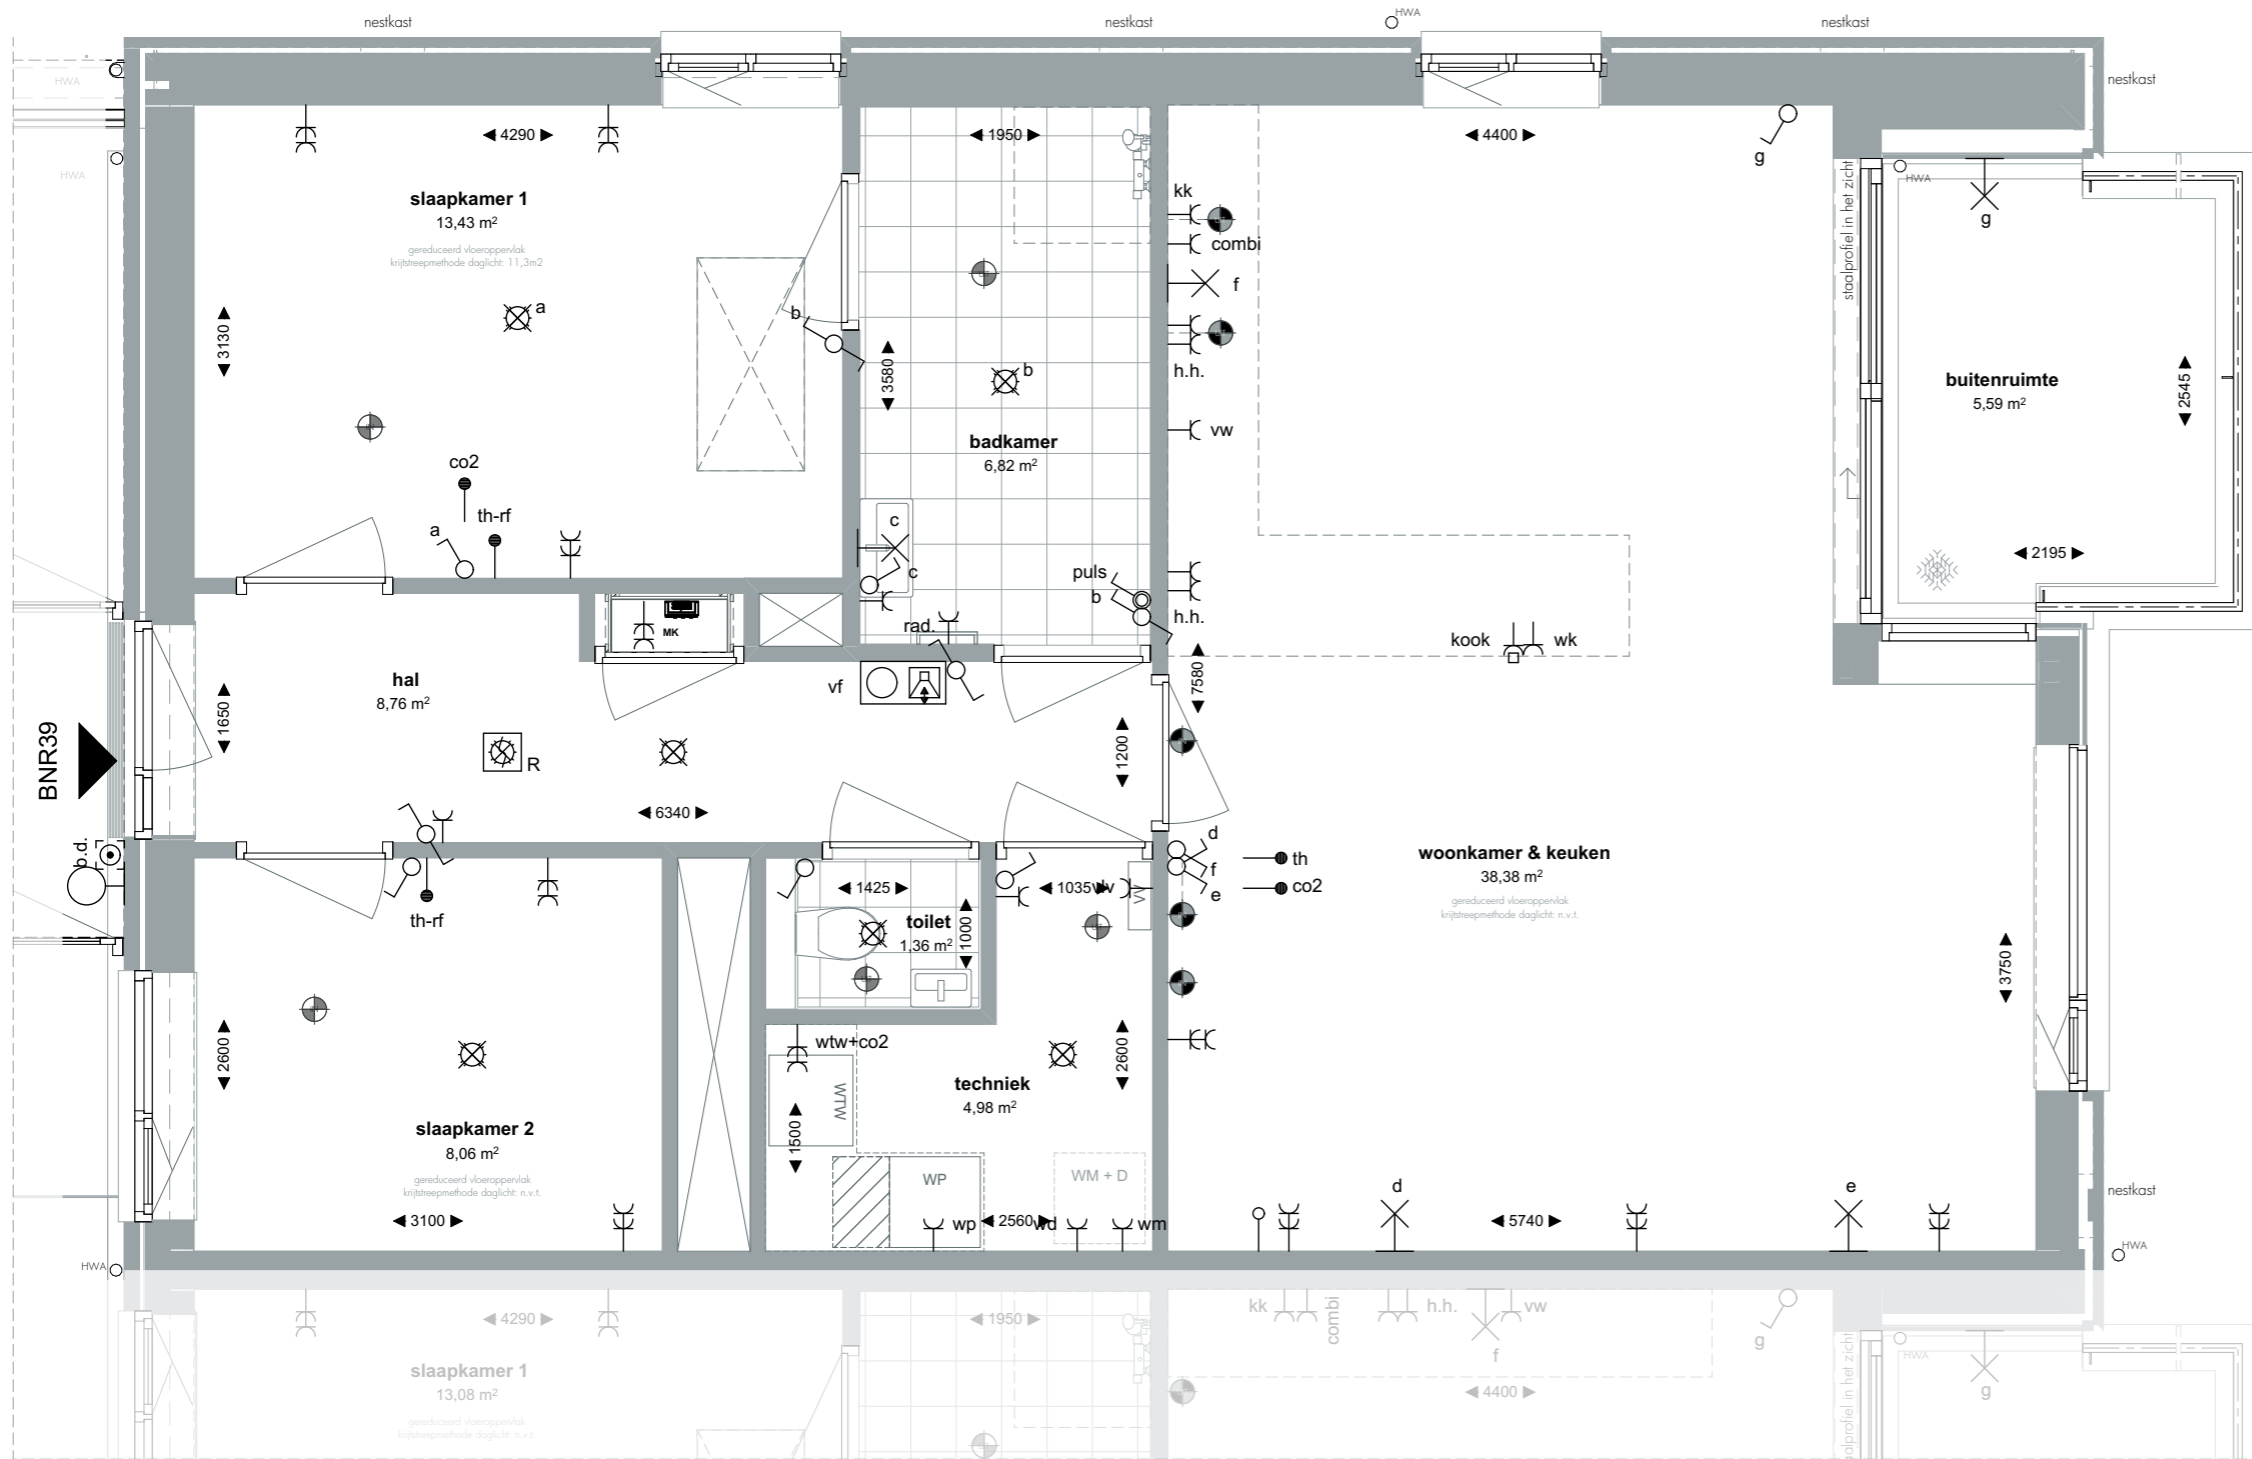 nestkast
nestkast
HWA
nestkast
HWA
nestkast
4290
1950
4400
g
HWA
staalprofiel in het zicht
HWA
g
slaapkamer 1
13,43 m²
gereduceerd vloeroppervlak
krijtstreepmethode daglicht: 11,3m2
kk
combi
f
a
b
3130
3580
b
h.h.
vw
badkamer
6,82 m²
buitenruimte
5,59 m²
2545
co2
th-rf
a
c
c
puls
b
h.h.
2195
MK
rad.
kook
wk
hal
8,76 m²
vf
7580
1650
BNR39
R
1200
6340
b.d.
d
f
e
th
co2
woonkamer & keuken
38,38 m²
gereduceerd vloeroppervlak
krijtstreepmethode daglicht: n.v.t.
th-rf
1425
1035
toilet
1,36 m²
1000
3750
2600
wtw+co2
WTW
techniek
4,98 m²
2600
1500
slaapkamer 2
8,06 m²
gereduceerd vloeroppervlak
krijtstreepmethode daglicht: n.v.t.
WP
WM + D
d
e
nestkast
3100
wp
2560
wd
wm
5740
HWA
HWA
4290
1950
kk
combi
h.h.
vw
f
g
slaapkamer 1
13,08 m²
gereduceerd vloeroppervlak
krijtstreepmethode daglicht: n.v.t.
4400
HWA
g